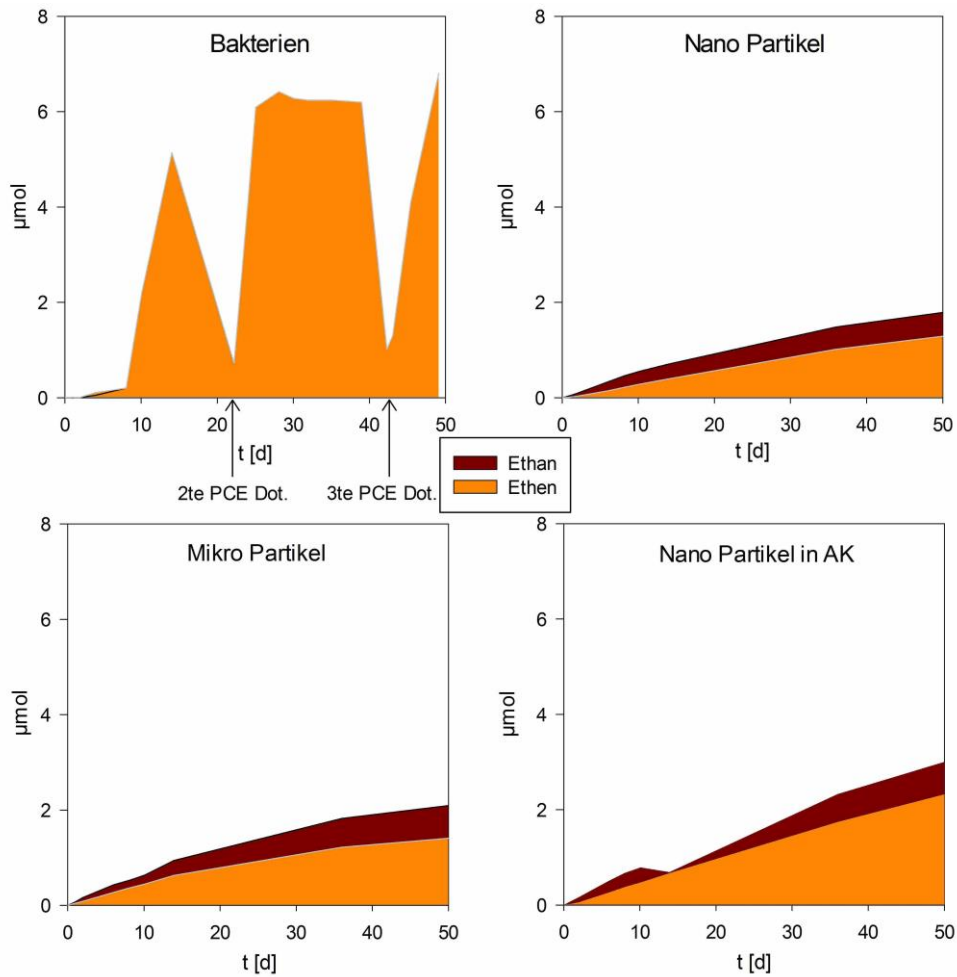 Bakterien
8
6
4
2
0
µmol
0 10 20 30 40 50
t [d]
2te PCE Dot. 3te PCE Dot.
Nano Partikel
8
6
4
2
0
µmol
0 10 20 30 40 50
t [d]
Ethan
Ethen
Mikro Partikel
8
6
4
2
0
µmol
0 10 20 30 40 50
t [d]
Nano Partikel in AK
8
6
4
2
0
µmol
0 10 20 30 40 50
t [d]